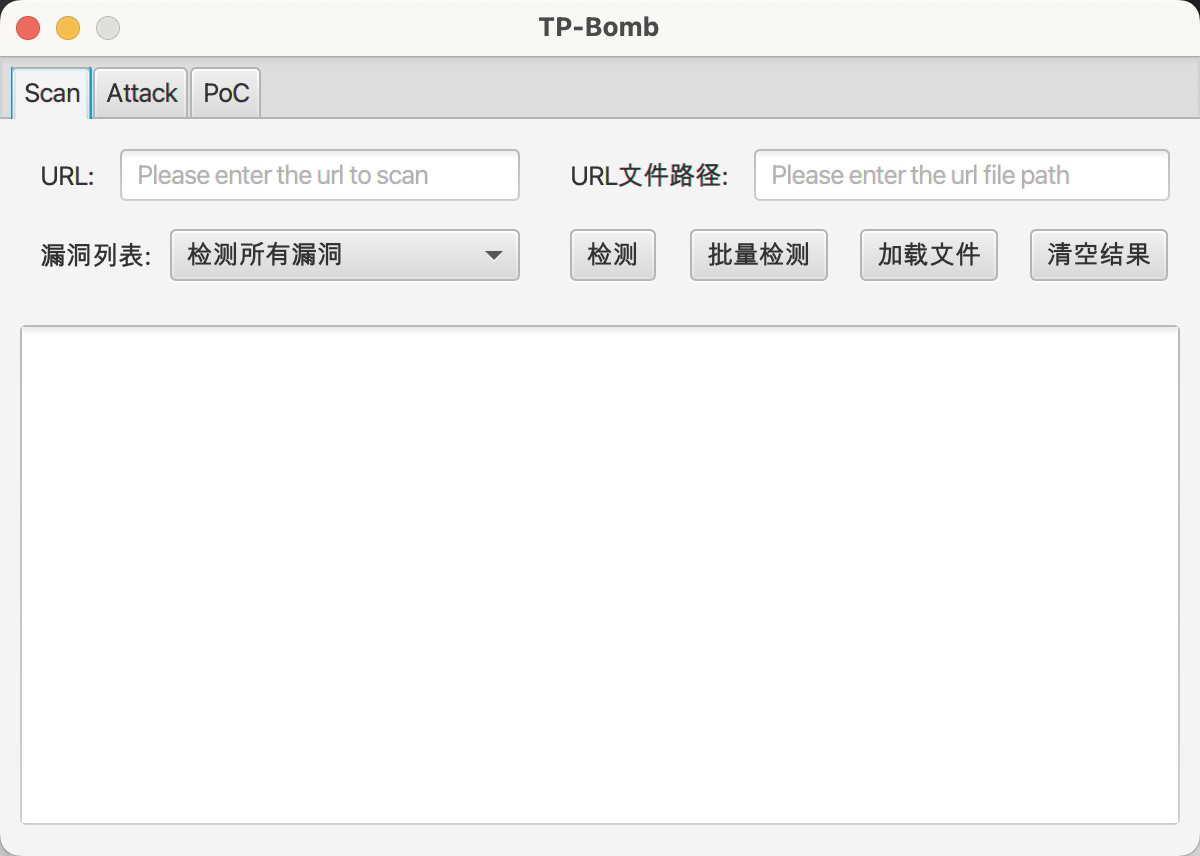 TP-Bomb
Scan Attack PoC
URL: Please enter the url to scan URL文件路径: Please enter the url file path
漏洞列表: 检测所有漏洞 检测 批量检测 加载文件 清空结果